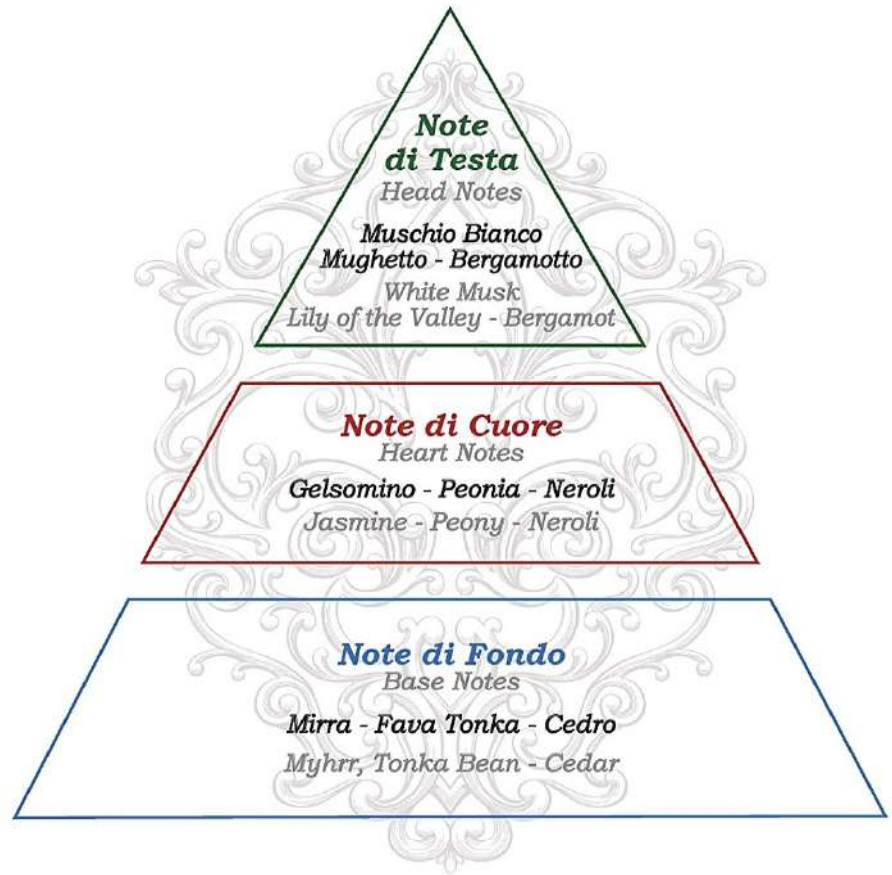 Note
di Testa
Head Notes
Muschio Bianco
Mughetto - Bergamotto
White Musk
Lily of the Valley - Bergamot
Note di Cuore
Heart Notes
Gelsomino - Peonia - Neroli
Jasmine - Peony - Neroli
Note di Fondo
Base Notes
Mirra - Fava Tonka - Cedro
Myhrr, Tonka Bean - Cedar